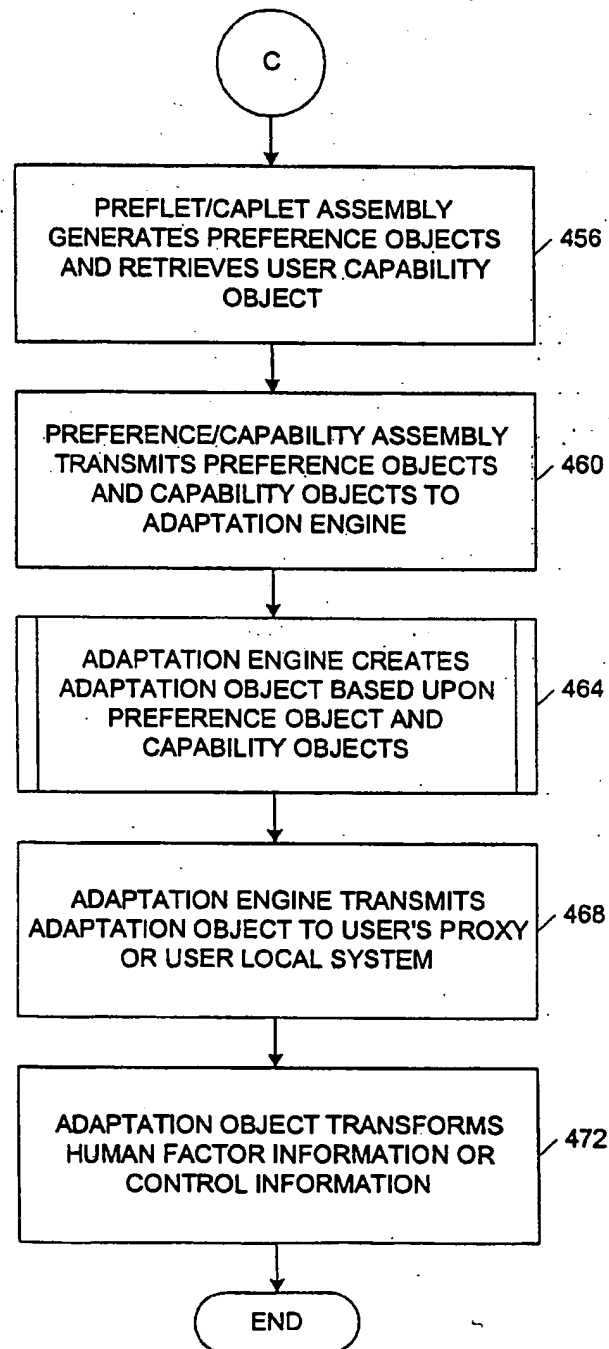 C
PREFLET/CAPLET ASSEMBLY
GENERATES PREFERENCE OBJECTS
AND RETRIEVES USER CAPABILITY
OBJECT
456
PREFERENCE/CAPABILITY ASSEMBLY
TRANSMITS PREFERENCE OBJECTS
AND CAPABILITY OBJECTS TO
ADAPTATION ENGINE
460
ADAPTATION ENGINE CREATES
ADAPTATION OBJECT BASED UPON
PREFERENCE OBJECT AND
CAPABILITY OBJECTS
464
ADAPTATION ENGINE TRANSMITS
ADAPTATION OBJECT TO USER'S PROXY
OR USER LOCAL SYSTEM
468
ADAPTATION OBJECT TRANSFORMS
HUMAN FACTOR INFORMATION OR
CONTROL INFORMATION
472
END